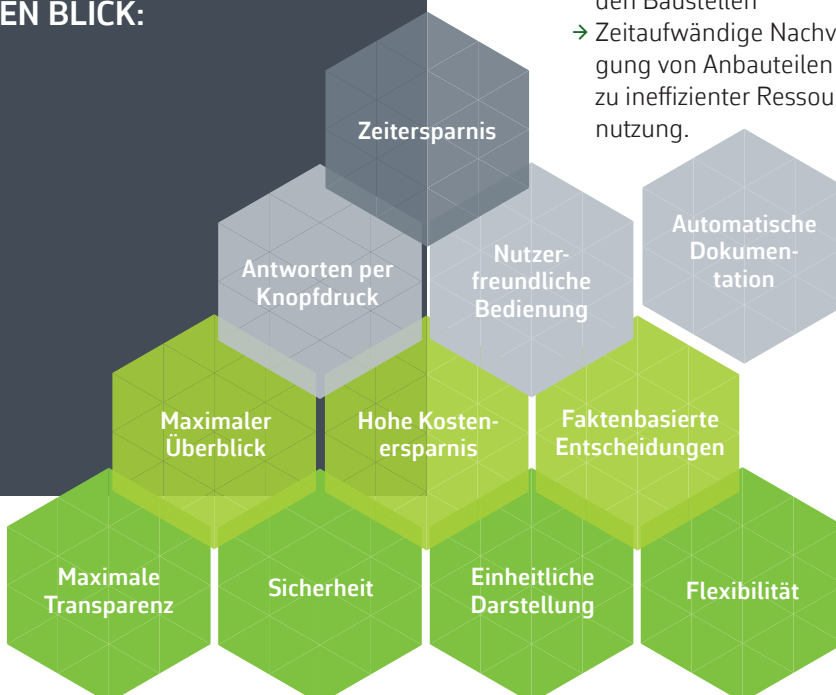 EN BLICK:
den Baustellen
→ Zeitaufwändige Nachv
gung von Anbauteilen
zu ineffizienter Ressou
nutzung.
Zeitersparnis
Antworten per
Knopfdruck
Nutzer-
freundliche
Bedienung
Automatische
Dokumen-
tation
Maximaler
Überblick
Hohe Kosten-
ersparnis
Faktenbasierte
Entscheidungen
Maximale
Transparenz
Sicherheit
Einheitliche
Darstellung
Flexibilität